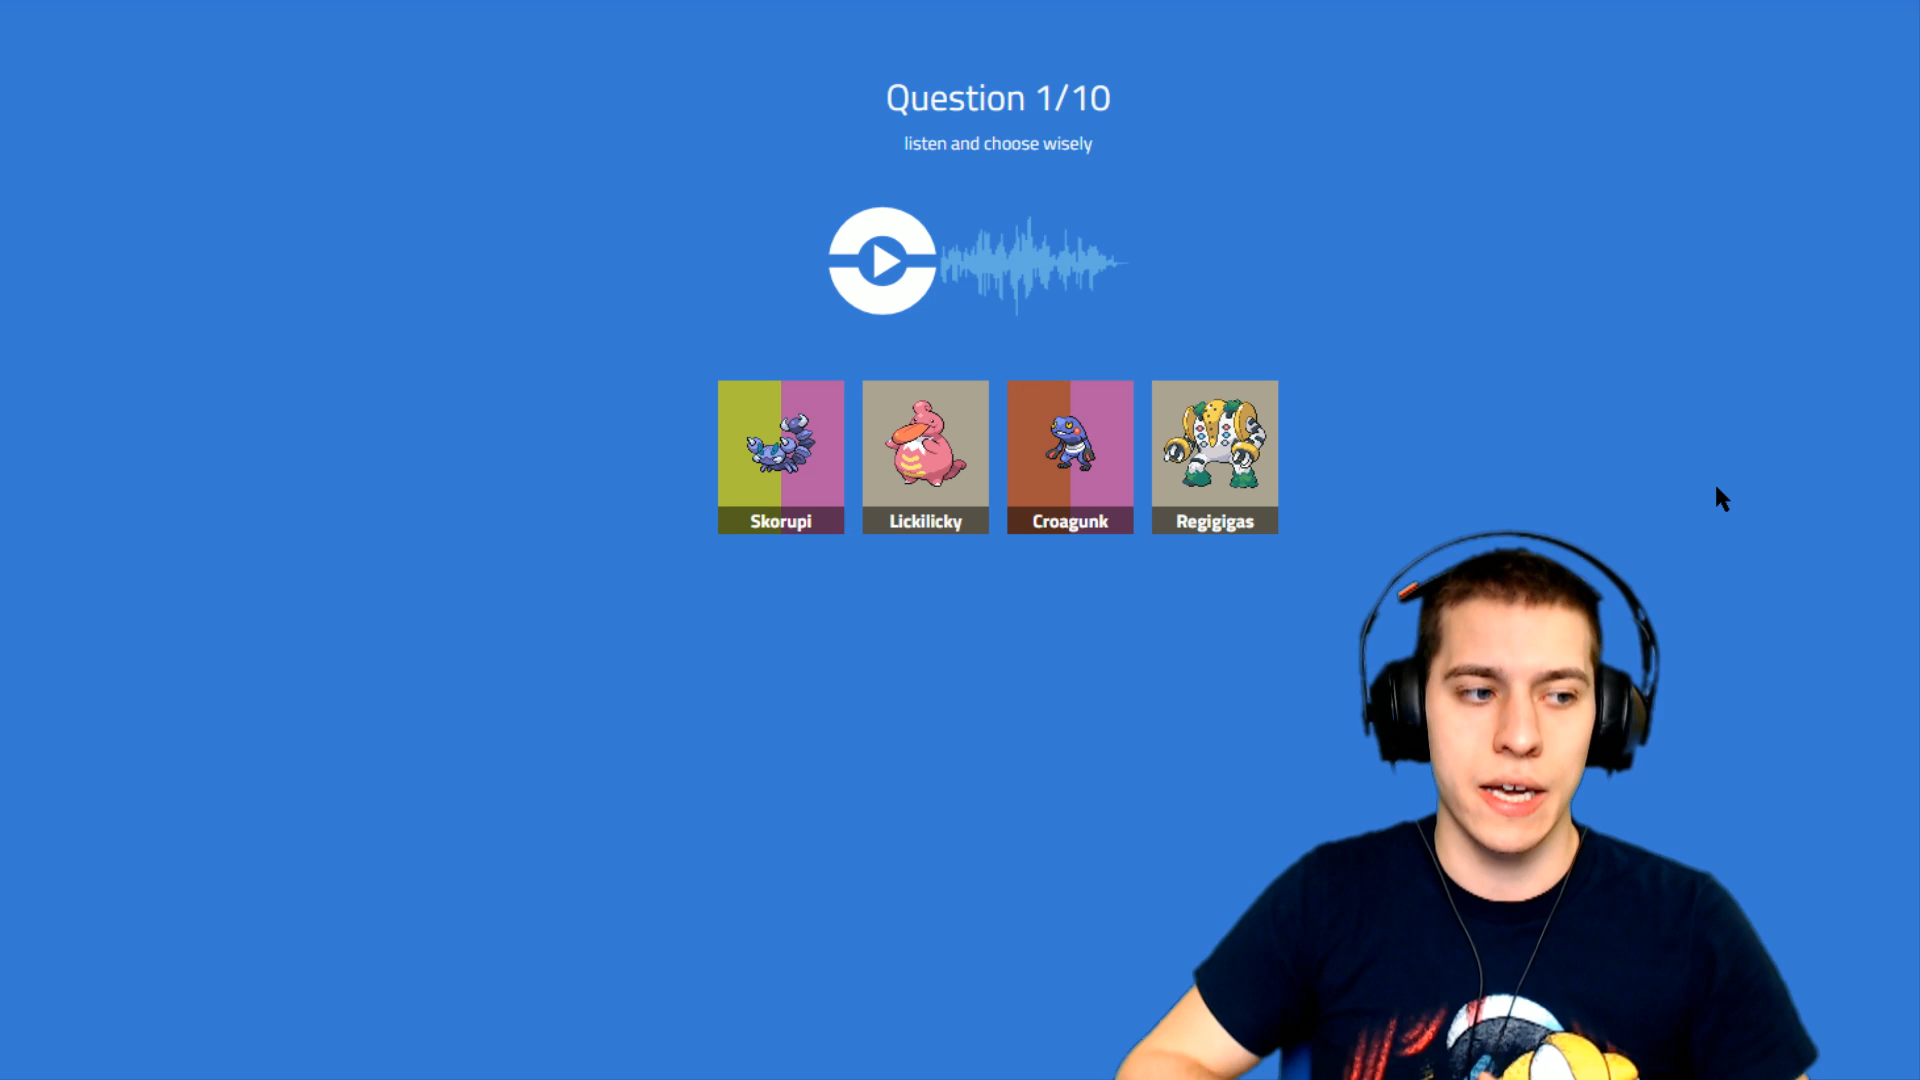 Question 1/10
listen and choose wisely
Skorupi
Lickilicky
Croagunk
Regigigas